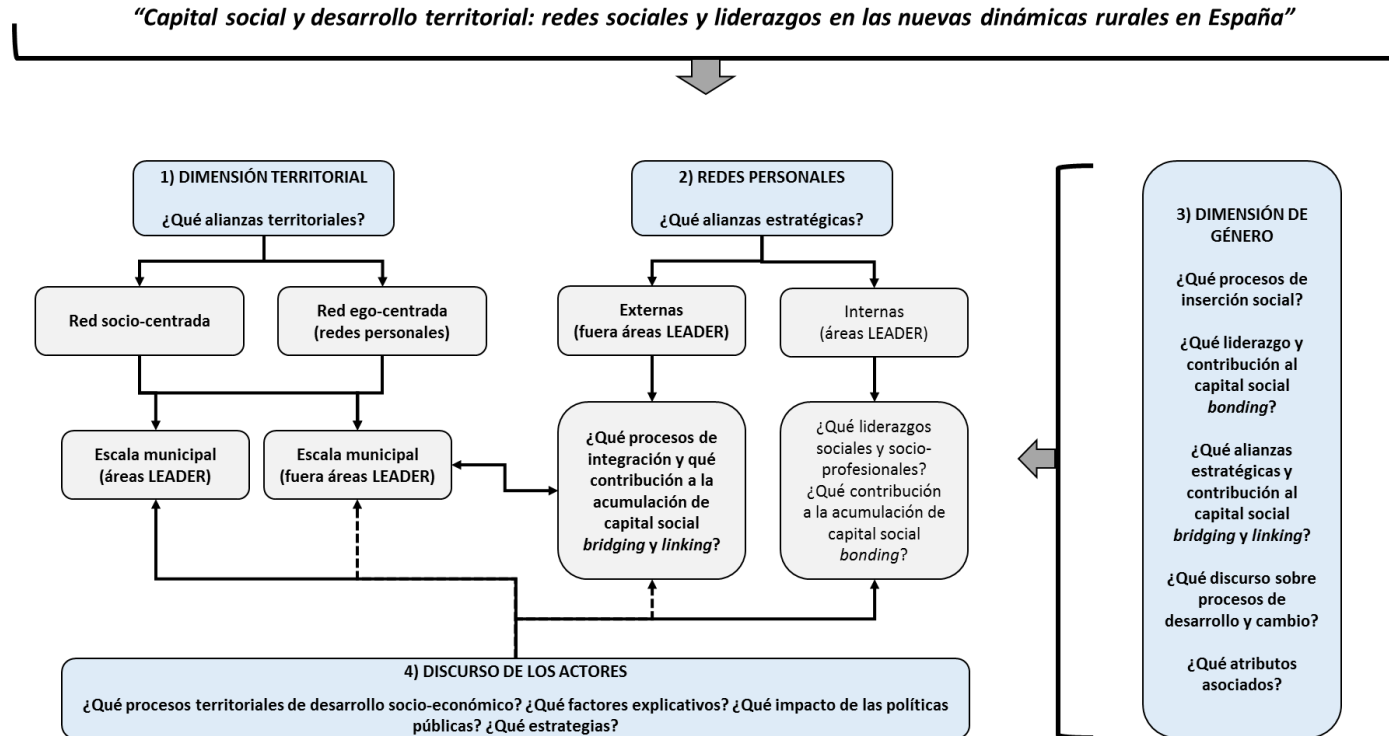 “Capital social y desarrollo territorial: redes sociales y liderazgos en las nuevas dinámicas rurales en España”
1) DIMENSIÓN TERRITORIAL
¿Qué alianzas territoriales?
2) REDES PERSONALES
¿Qué alianzas estratégicas?
Red socio-centrada
Red ego-centrada
(redes personales)
Externas
(fuera áreas LEADER)
Internas
(áreas LEADER)
Escala municipal
(áreas LEADER)
Escala municipal
(fuera áreas LEADER)
¿Qué procesos de
integración y qué
contribución a la
acumulación de
capital social
bridging y linking?
¿Qué liderazgos
sociales y socio-
profesionales?
¿Qué contribución
a la acumulación de
capital social
bonding?
3) DIMENSIÓN DE
GÉNERO
¿Qué procesos de
inserción social?
¿Qué liderazgo y
contribución al
capital social
bonding?
¿Qué alianzas
estratégicas y
contribución al
capital social
bridging y linking?
¿Qué discurso sobre
procesos de
desarrollo y cambio?
¿Qué atributos
asociados?
4) DISCURSO DE LOS ACTORES
¿Qué procesos territoriales de desarrollo socio-económico? ¿Qué factores explicativos? ¿Qué impacto de las políticas
públicas? ¿Qué estrategias?